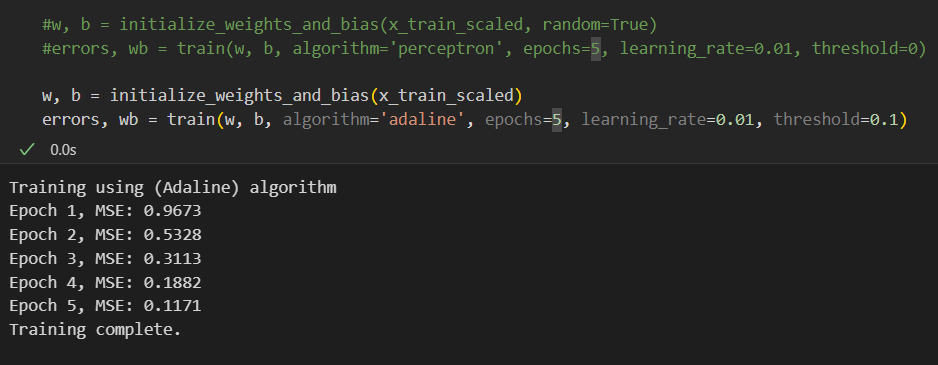 #w, b = initialize_weights_and_bias(x_train_scaled, random=True)
#errors, wb = train(w, b, algorithm='perceptron', epochs=5, learning_rate=0.01, threshold=0)
w, b = initialize_weights_and_bias(x_train_scaled)
errors, wb = train(w, b, algorithm='adaline', epochs=5, learning_rate=0.01, threshold=0.1)
0.0s
Training using (Adaline) algorithm
Epoch 1, MSE: 0.9673
Epoch 2, MSE: 0.5328
Epoch 3, MSE: 0.3113
Epoch 4, MSE: 0.1882
Epoch 5, MSE: 0.1171
Training complete.